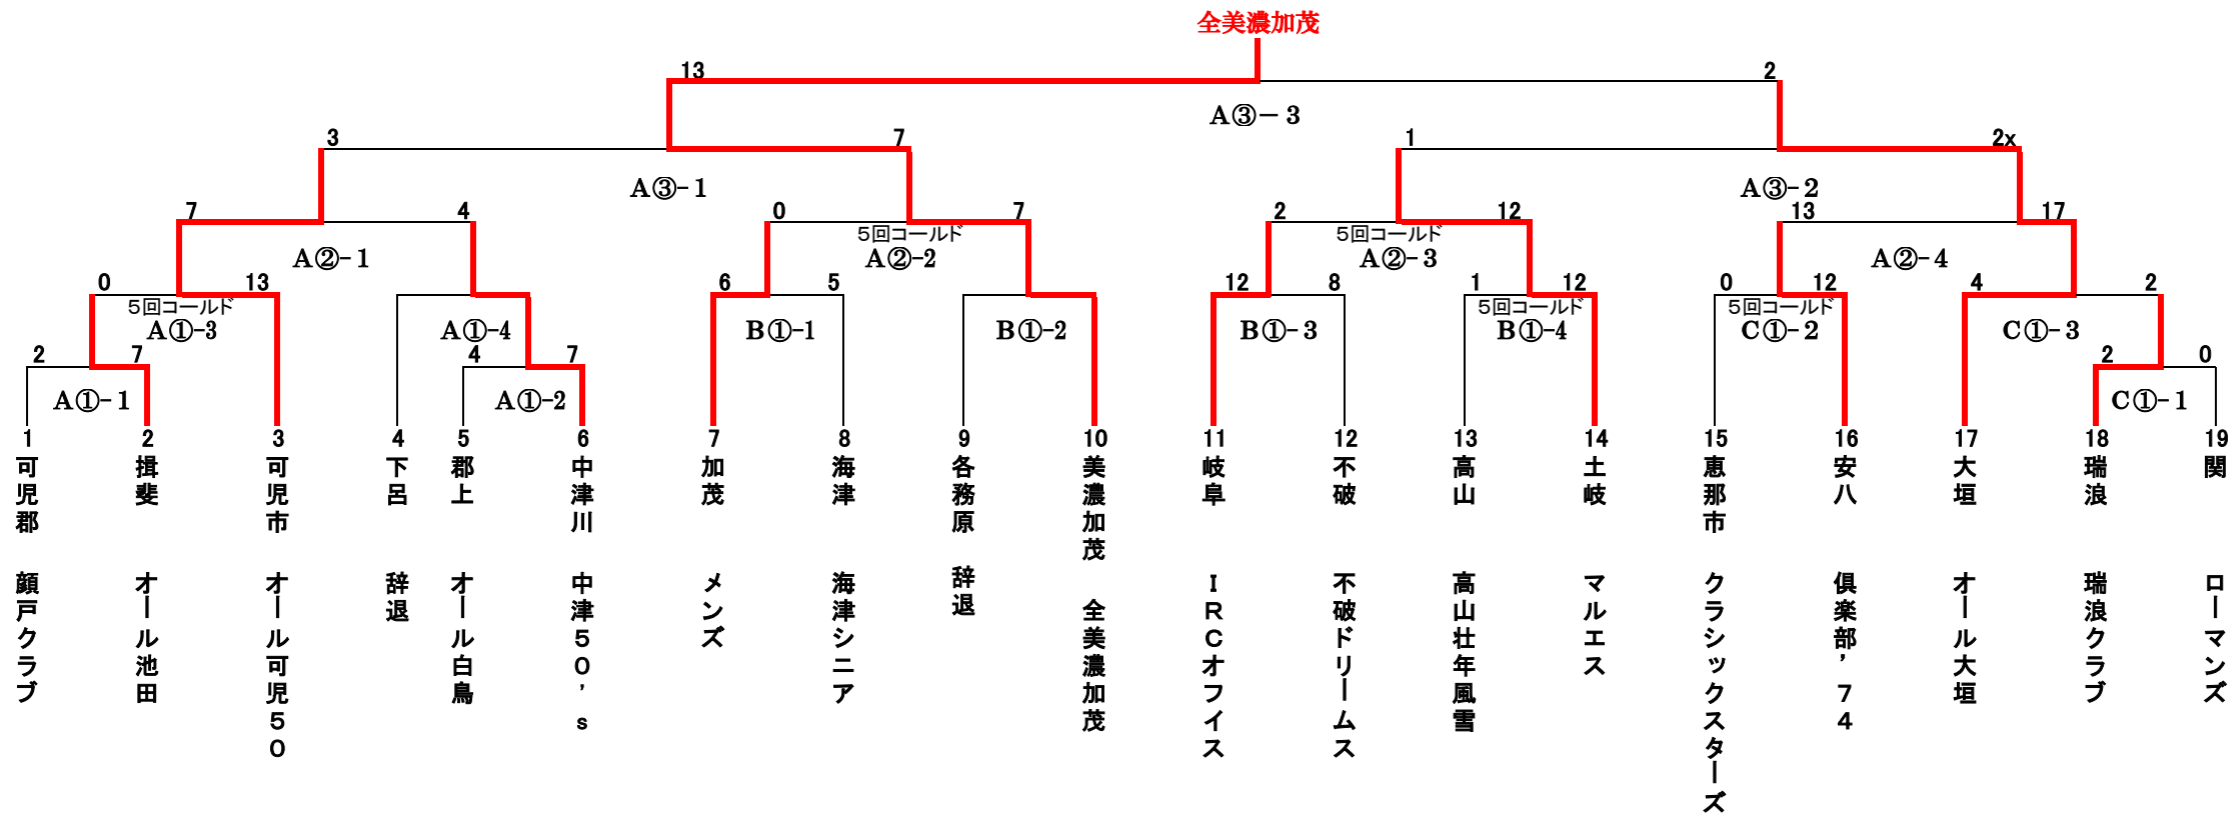 全美濃加茂
13 2
A③－3
3 7 1 2x
A③-1 A③-2
7 4 0 7 2 12 13 17
5回コールド 5回コールド
A②-1 A②-2 A②-3 A②-4
0 13 6 5 12 8 1 12 0 12 4 2
5回コールド 5回コールド 5回コールド
A①-3 A①-4 B①-1 B①-2 B①-3 B①-4 C①-2 C①-3
2 7 4 7 2 0
A①-1 A①-2 C①-1
1 2 3 4 5 6 7 8 9 10 11 12 13 14 15 16 17 18 19
可児郡 顔戸クラブ
揖斐 オール池田
可児市 オール可児50
下呂 辞退
郡上 オール白鳥
中津川 中津50's
加茂 メンズ
海津 海津シニア
各務原 辞退
美濃加茂 全美濃加茂
岐阜 IRCオフイス
不破 不破ドリームス
高山 高山壮年風雪
土岐 マルエス
恵那市 クラシックスターズ
安八 倶楽部'74
大垣 オール大垣
瑞浪 瑞浪クラブ
関 ローマンズ